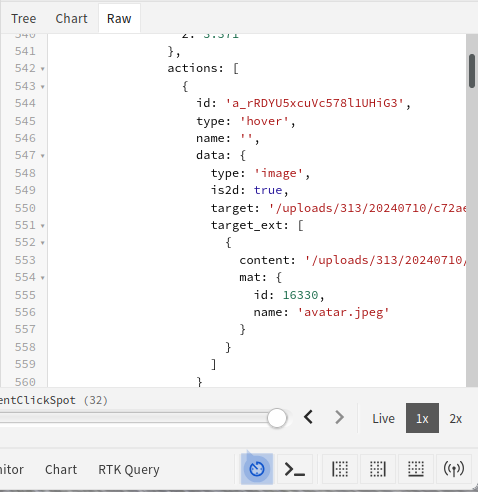 Tree Chart Raw
540 2: 3.371
541 },
542 actions: [
543 {
544 id: 'a_rRDYU5xcuVc578l1UHiG3',
545 type: 'hover',
546 name: '',
547 data: {
548 type: 'image',
549 is2d: true,
550 target: '/uploads/313/20240710/c72ae
551 target_ext: [
552 {
553 content: '/uploads/313/20240710/
554 mat: {
555 id: 16330,
556 name: 'avatar.jpeg'
557 }
558 }
559 ]
560 }
entClickSpot (32)
Live 1x 2x
nitor Chart RTK Query